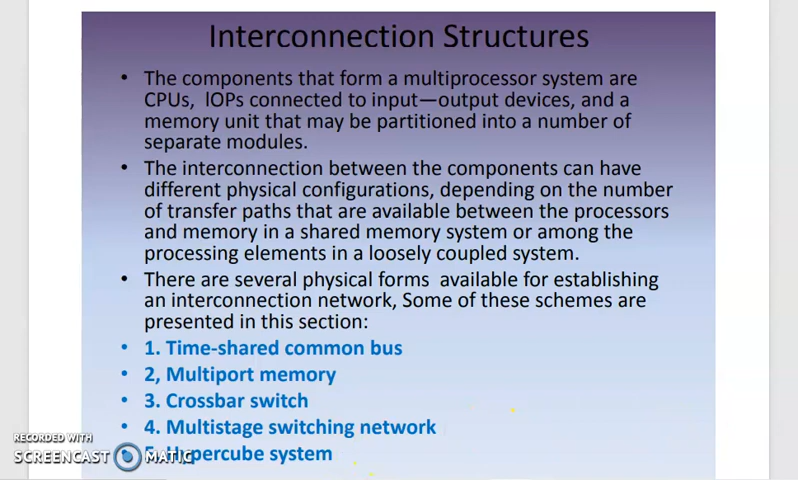 Interconnection Structures
• The components that form a multiprocessor system are
CPUs, IOPs connected to input—output devices, and a
memory unit that may be partitioned into a number of
separate modules.
• The interconnection between the components can have
different physical configurations, depending on the number
of transfer paths that are available between the processors
and memory in a shared memory system or among the
processing elements in a loosely coupled system.
• There are several physical forms available for establishing
an interconnection network, Some of these schemes are
presented in this section:
• 1. Time-shared common bus
• 2, Multiport memory
• 3. Crossbar switch
• 4. Multistage switching network
RECORDED WITH
• 5. Hypercube system
SCREENCAST MATIC